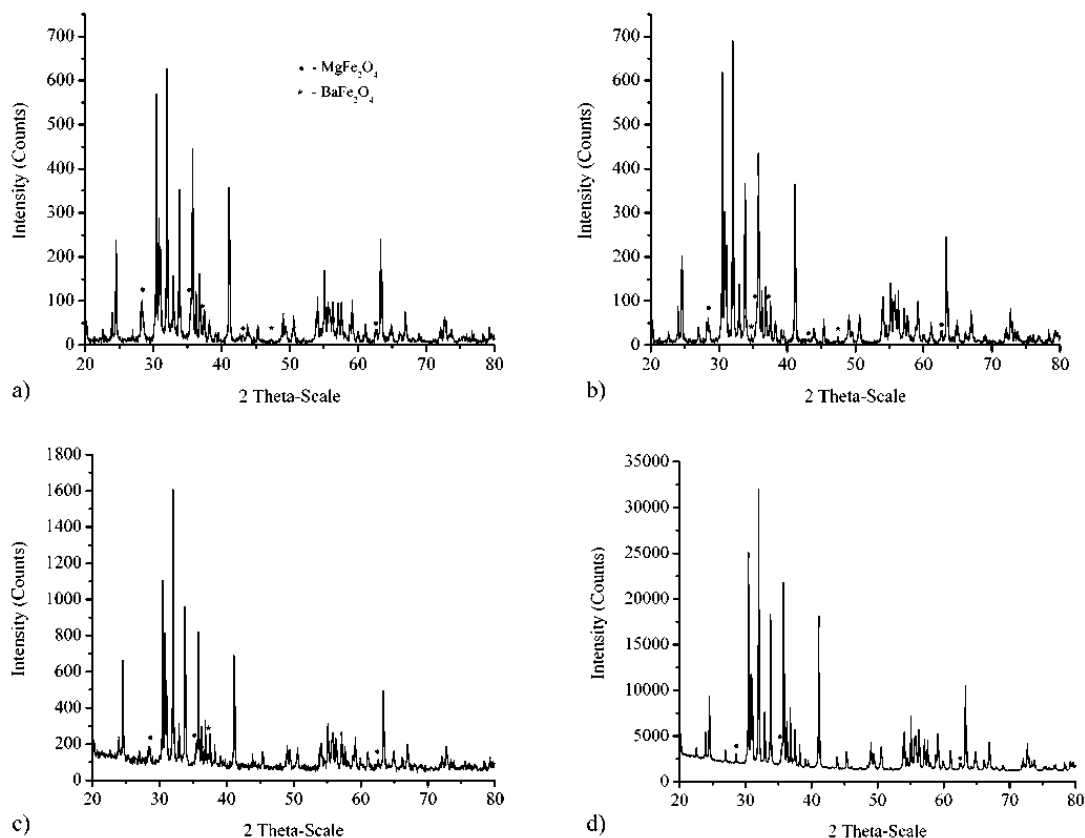 700
600
500
400
300
200
100
0
Intensity (Counts)
• - MgFe₂O₄
* - BaFe₂O₄
20 30 40 50 60 70 80
2 Theta-Scale
a)
700
600
500
400
300
200
100
0
Intensity (Counts)
20 30 40 50 60 70 80
2 Theta-Scale
b)
1800
1600
1400
1200
1000
800
600
400
200
0
Intensity (Counts)
20 30 40 50 60 70 80
2 Theta-Scale
c)
35000
30000
25000
20000
15000
10000
5000
0
Intensity (Counts)
20 30 40 50 60 70 80
2 Theta-Scale
d)